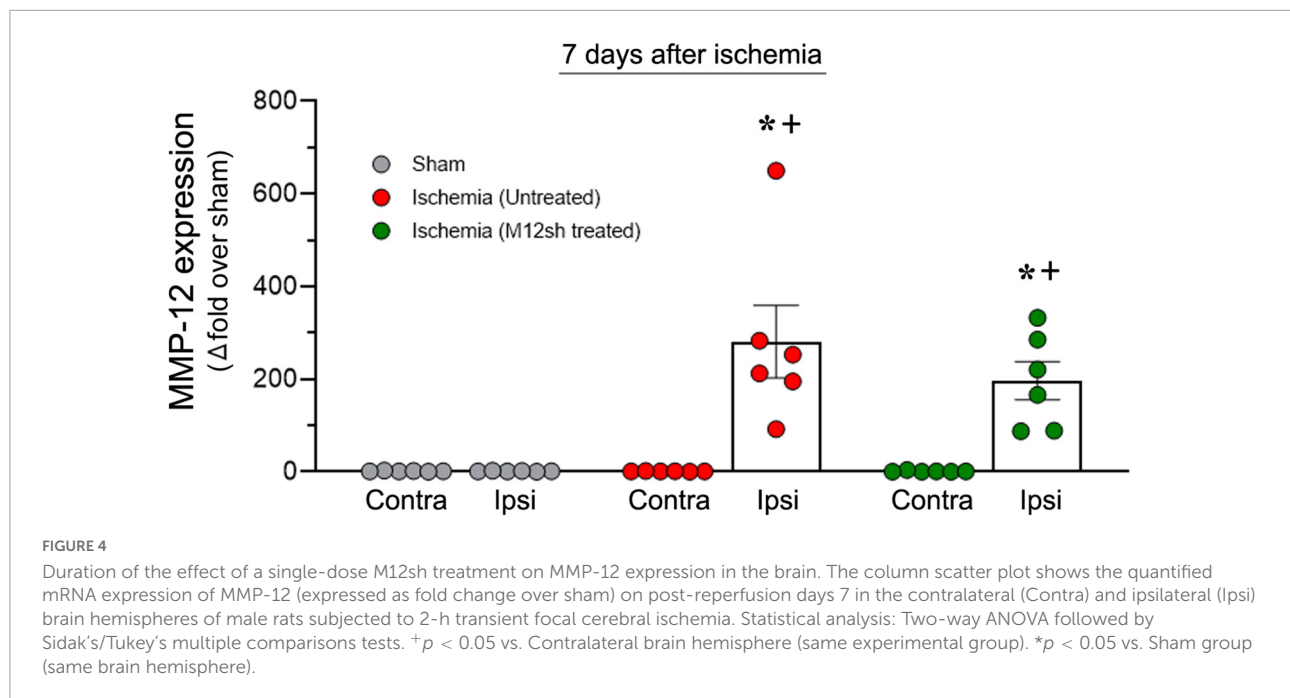 7 days after ischemia
MMP-12 expression
(Δfold over sham)
800
600
400
200
0
Sham
Ischemia (Untreated)
Ischemia (M12sh treated)
*+
*+
Contra Ipsi Contra Ipsi Contra Ipsi
FIGURE 4
Duration of the effect of a single-dose M12sh treatment on MMP-12 expression in the brain. The column scatter plot shows the quantified
mRNA expression of MMP-12 (expressed as fold change over sham) on post-reperfusion days 7 in the contralateral (Contra) and ipsilateral (Ipsi)
brain hemispheres of male rats subjected to 2-h transient focal cerebral ischemia. Statistical analysis: Two-way ANOVA followed by
Sidak's/Tukey's multiple comparisons tests. +p < 0.05 vs. Contralateral brain hemisphere (same experimental group). *p < 0.05 vs. Sham group
(same brain hemisphere).